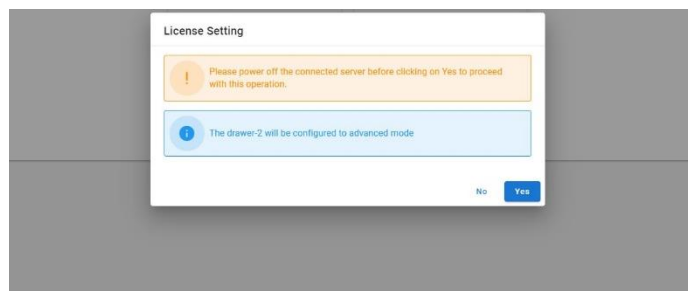 License Setting
Please power off the connected server before clicking on Yes to proceed
with this operation.
The drawer-2 will be configured to advanced mode
No
Yes